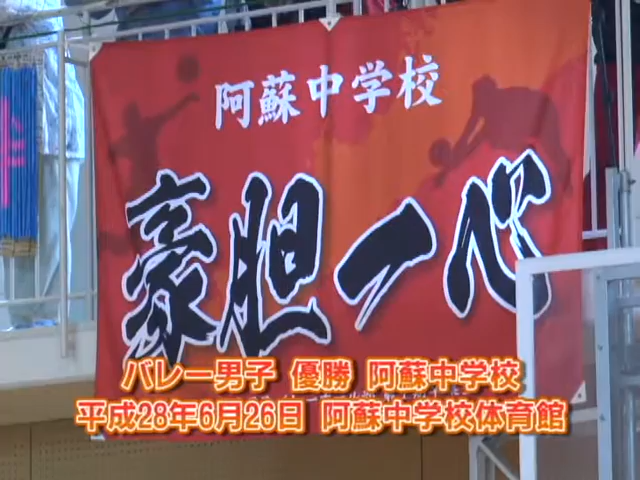 阿蘇中学校
豪胆一心
バレー男子 優勝 阿蘇中学校
平成28年6月26日 阿蘇中学校体育館